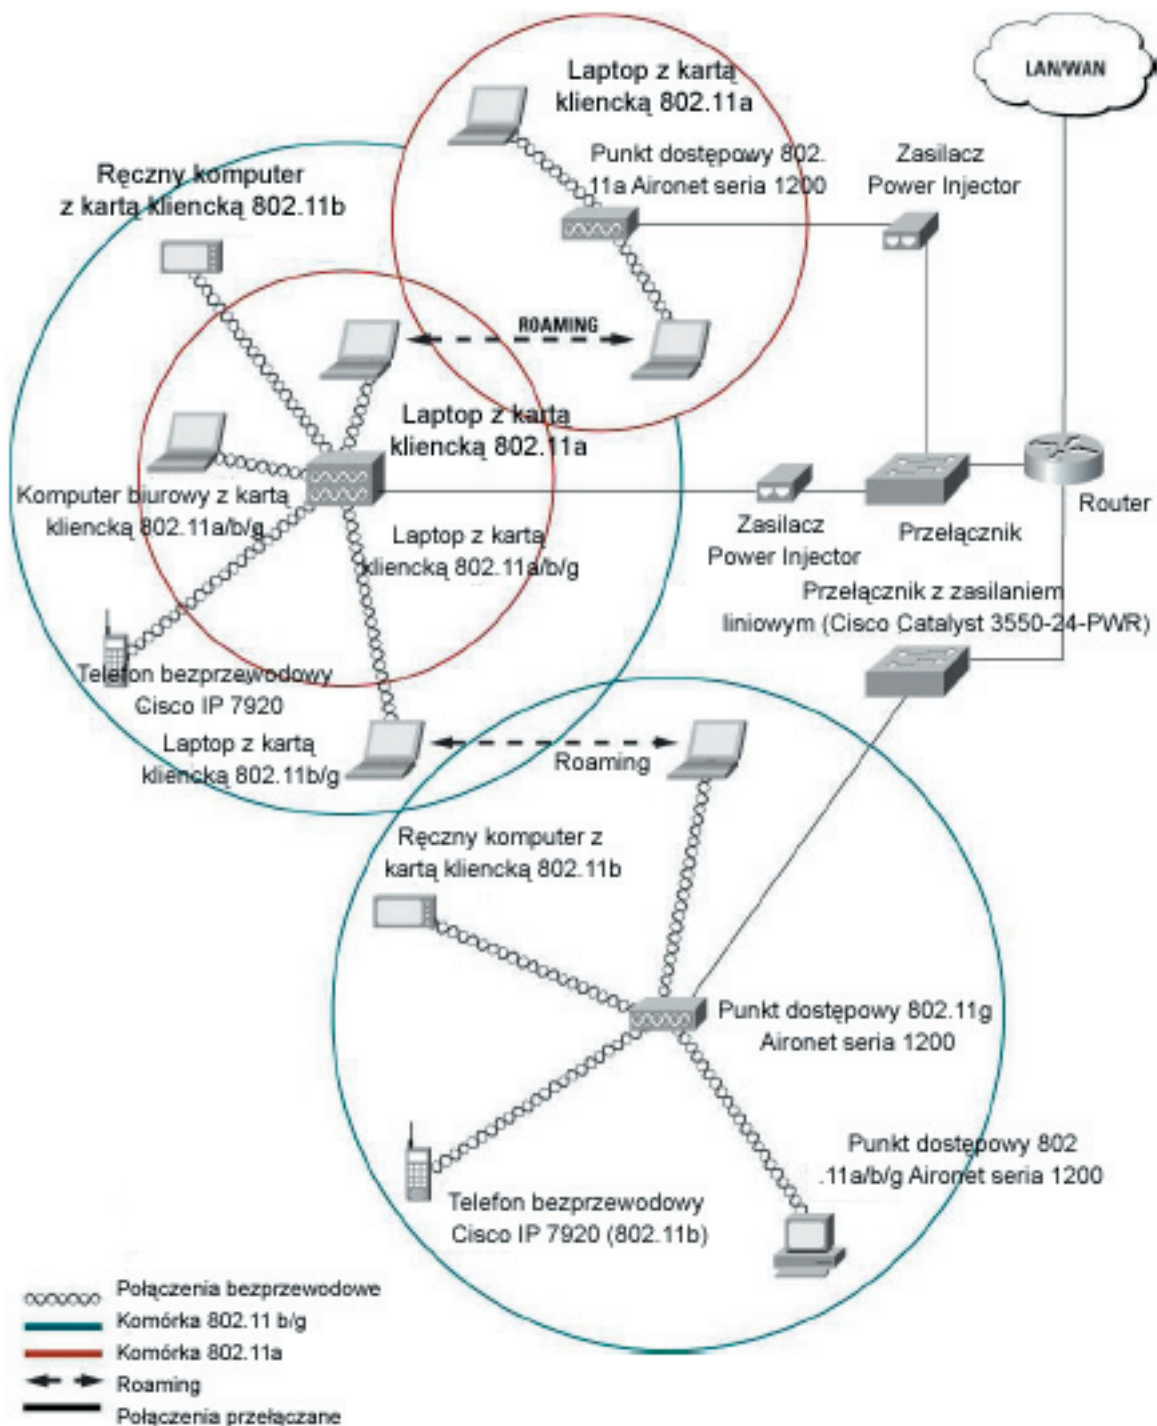 LAN/WAN
Laptop z kartą
kliencką 802.11a
Punkt dostępowy 802.
11a Aironet seria 1200
Zasilacz
Power Injector
Ręczny komputer
z kartą kliencką 802.11b
ROAMING
Laptop z kartą
kliencką 802.11a
Komputer biurowy z kartą
kliencką 802.11a/b/g
Laptop z kartą
kliencką 802.11a/b/g
Zasilacz
Power Injector
Przełącznik
Router
Przełącznik z zasilaniem
liniowym (Cisco Catalyst 3550-24-PWR)
Telefon bezprzewodowy
Cisco IP 7920
Laptop z kartą
kliencką 802.11b/g
Roaming
Ręczny komputer z
kartą kliencką 802.11b
Punkt dostępowy 802.11g
Aironet seria 1200
Punkt dostępowy 802
.11a/b/g Aironet seria 1200
Telefon bezprzewodowy
Cisco IP 7920 (802.11b)
Połączenia bezprzewodowe
Komórka 802.11 b/g
Komórka 802.11a
Roaming
Połączenia przełączane